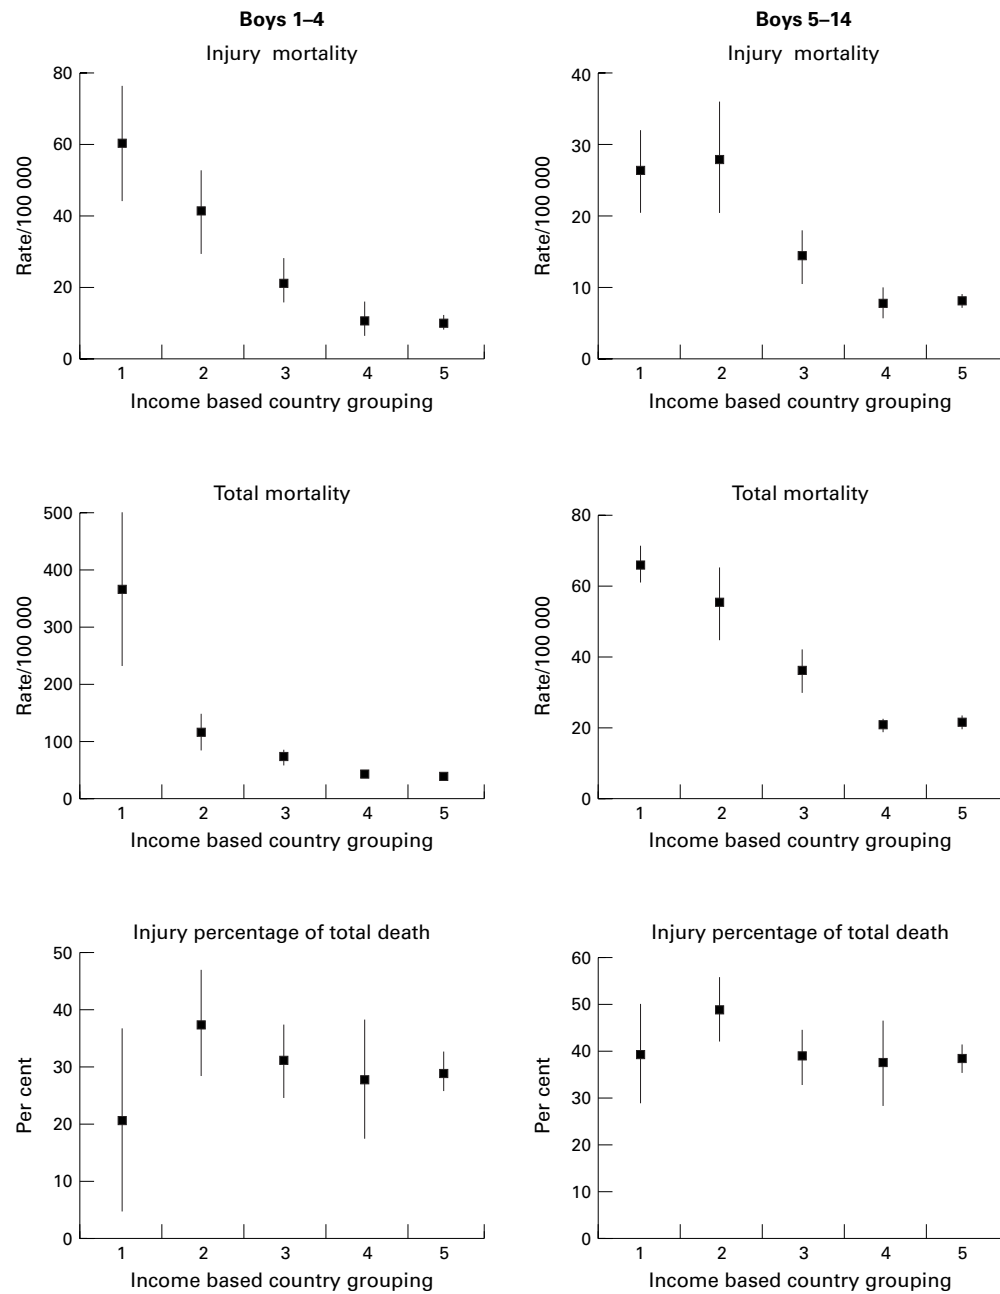 Boys 1–4
Injury mortality
80
60
40
20
0
Rate/100 000
1 2 3 4 5
Income based country grouping
Boys 5–14
Injury mortality
40
30
20
10
0
Rate/100 000
1 2 3 4 5
Income based country grouping
Total mortality
500
400
300
200
100
0
Rate/100 000
1 2 3 4 5
Income based country grouping
Total mortality
80
60
40
20
0
Rate/100 000
1 2 3 4 5
Income based country grouping
Injury percentage of total death
50
40
30
20
10
0
Per cent
1 2 3 4 5
Income based country grouping
Injury percentage of total death
60
50
40
30
20
10
0
Per cent
1 2 3 4 5
Income based country grouping